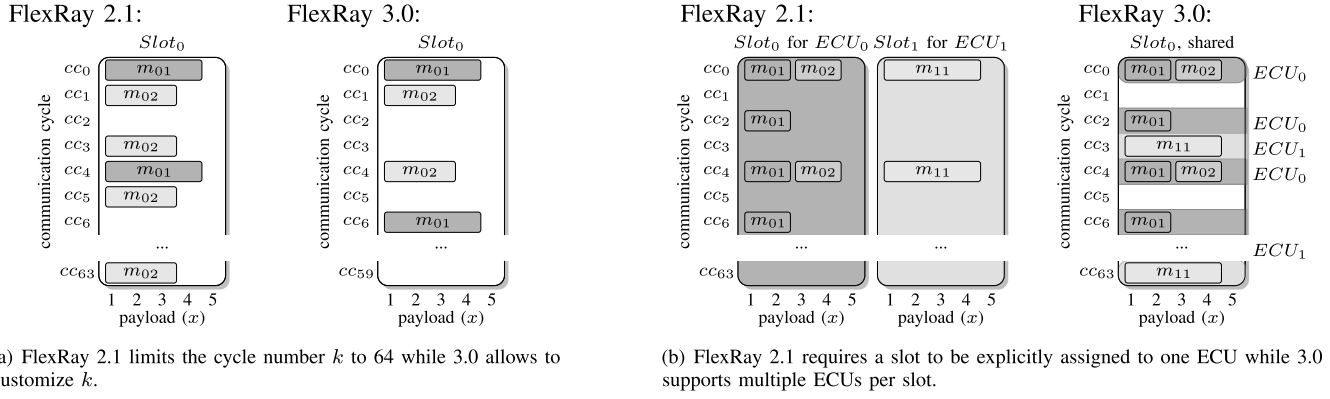 FlexRay 2.1:
FlexRay 3.0:
Slot0
Slot0
communication cycle
cc0
m01
cc1
m02
cc2
cc3
m02
cc4
m01
cc5
m02
cc6
...
cc63
m02
1 2 3 4 5
payload (x)
communication cycle
cc0
m01
cc1
m02
cc2
cc3
cc4
m02
cc5
cc6
m01
...
cc59
1 2 3 4 5
payload (x)
a) FlexRay 2.1 limits the cycle number k to 64 while 3.0 allows to
ustomize k.
FlexRay 2.1:
FlexRay 3.0:
Slot0 for ECU0 Slot1 for ECU1
Slot0, shared
communication cycle
cc0 m01 m02 m11
cc1
cc2 m01
cc3
cc4 m01 m02 m11
cc5
cc6 m01
... ...
cc63
1 2 3 4 5 1 2 3 4 5
payload (x) payload (x)
communication cycle
cc0 m01 m02 ECU0
cc1
cc2 m01 ECU0
cc3 m11 ECU1
cc4 m01 m02 ECU0
cc5
cc6 m01
... ECU1
cc63 m11
1 2 3 4 5
payload (x)
(b) FlexRay 2.1 requires a slot to be explicitly assigned to one ECU while 3.0
supports multiple ECUs per slot.